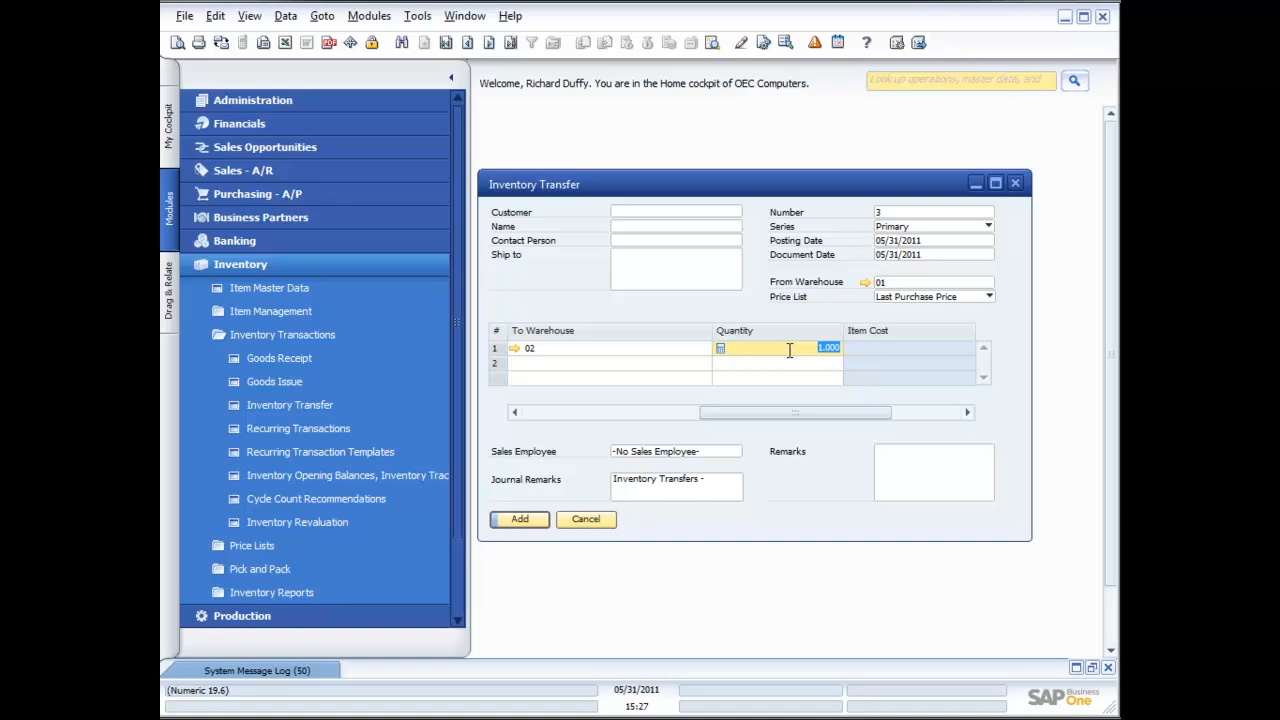 File Edit View Data Goto Modules Tools Window Help
Welcome, Richard Duffy. You are in the Home cockpit of OEC Computers.
Look up operations, master data, and
My Cockpit
Modules
Drag & Relate
Administration
Financials
Sales Opportunities
Sales - A/R
Purchasing - A/P
Business Partners
Banking
Inventory
Item Master Data
Item Management
Inventory Transactions
Goods Receipt
Goods Issue
Inventory Transfer
Recurring Transactions
Recurring Transaction Templates
Inventory Opening Balances, Inventory Trac
Cycle Count Recommendations
Inventory Revaluation
Price Lists
Pick and Pack
Inventory Reports
Production
Inventory Transfer
Customer
Name
Contact Person
Ship to
Number 3
Series Primary
Posting Date 05/31/2011
Document Date 05/31/2011
From Warehouse 01
Price List Last Purchase Price
# To Warehouse Quantity Item Cost
1 02 1.000
2
Sales Employee -No Sales Employee-
Remarks
Journal Remarks Inventory Transfers -
Add Cancel
System Message Log (50)
(Numeric 19.6) 05/31/2011
15:27
SAP Business One